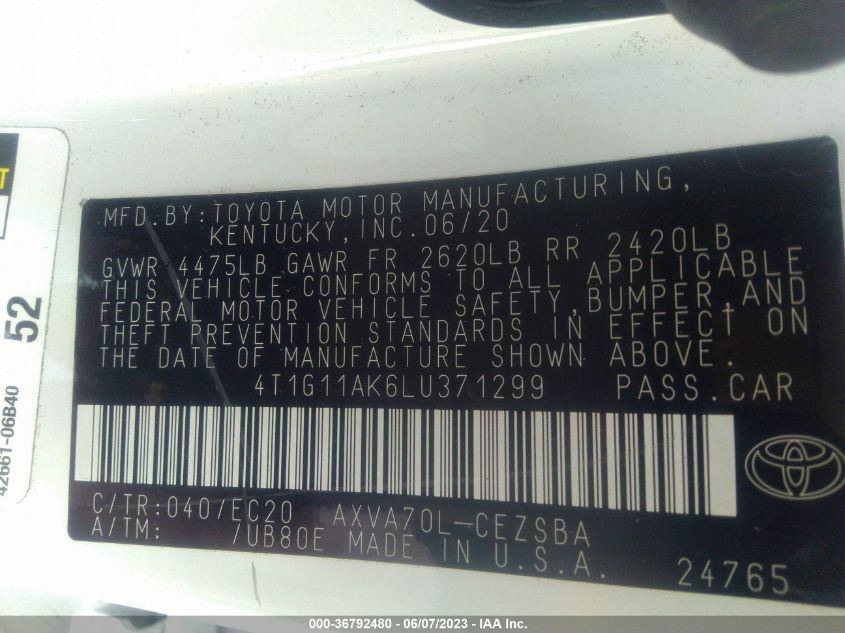 MFD.BY:TOYOTA MOTOR MANUFACTURING,
KENTUCKY,INC.06/20
GVWR 4475LB GAWR FR 2620LB RR 2420LB
THIS VEHICLE CONFORMS TO ALL APPLICABLE
FEDERAL MOTOR VEHICLE SAFETY,BUMPER,AND
THEFT PREVENTION STANDARDS IN EFFECT ON
THE DATE OF MANUFACTURE SHOWN ABOVE.
4T1G11AK6LU371299 PASS.CAR
C/TR:040/EC20 AXVA70L-CEZSBA
A/TM: /UB80E MADE IN U.S.A.
24765
52
42661-06B40
000-36792480 - 06/07/2023 - IAA Inc.